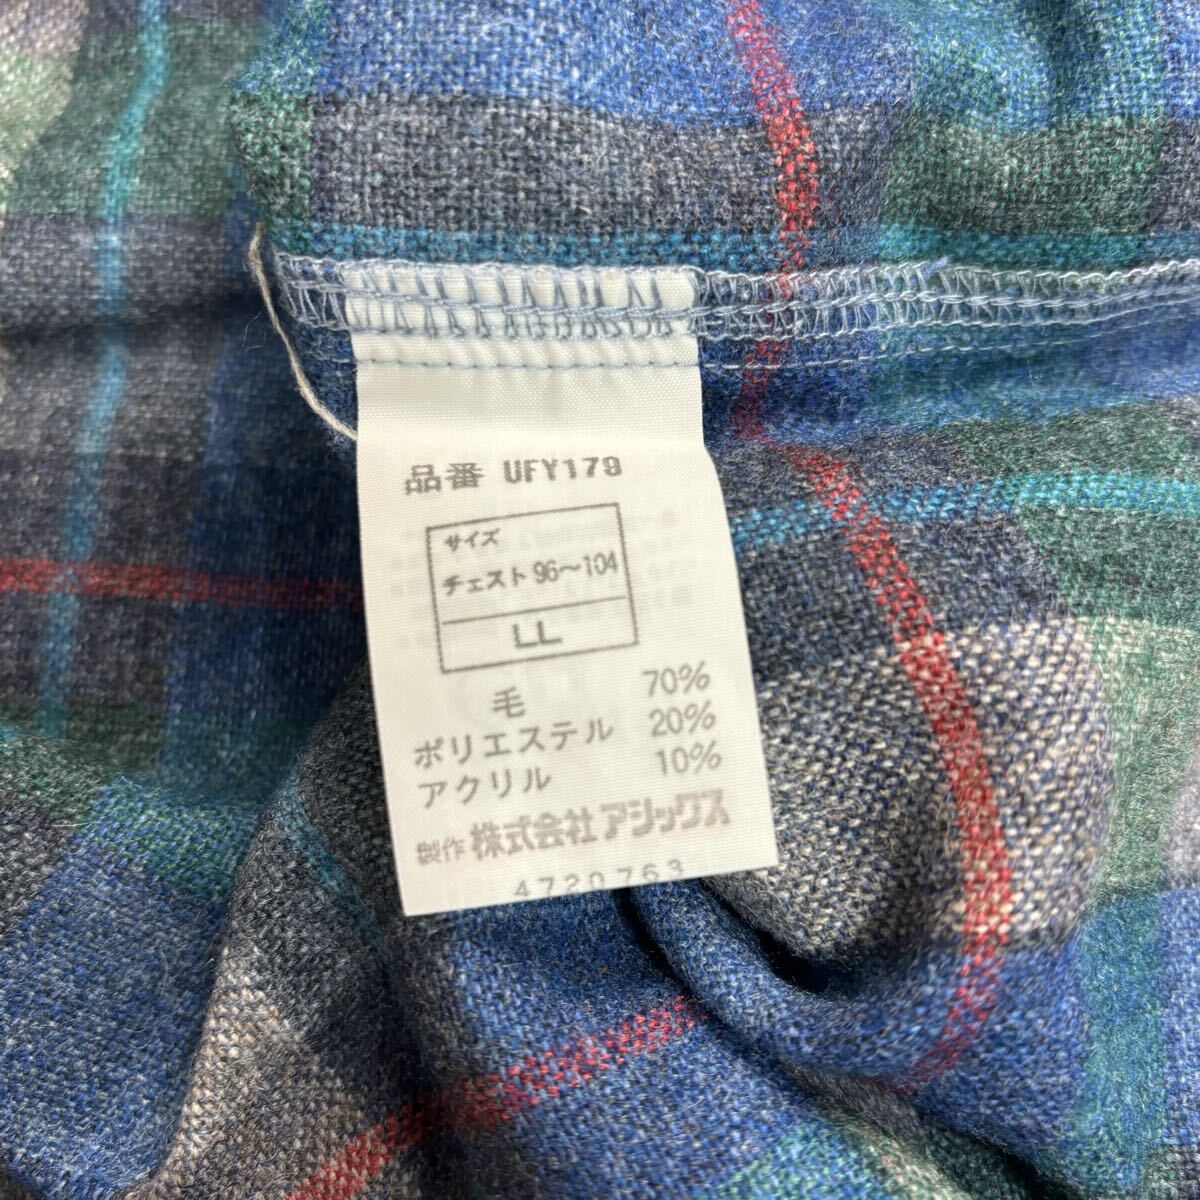 品番 UFY179
サイズ
チェスト 96〜104
LL
毛 70%
ポリエステル 20%
アクリル 10%
製作 株式会社アシックス
4720763